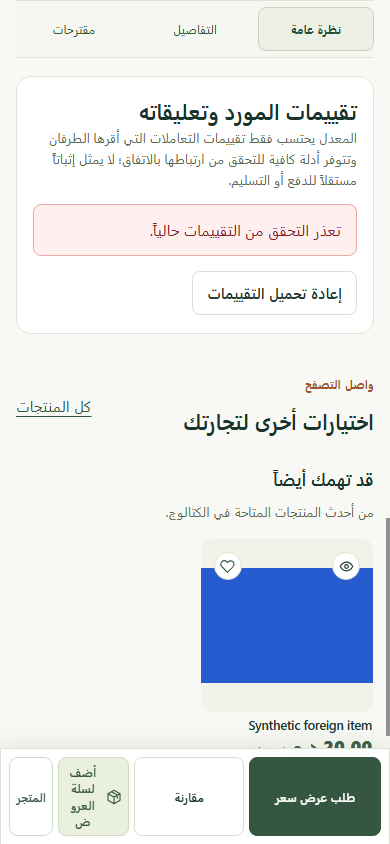 نظرة عامة
التفاصيل
مقترحات
تقييمات المورد وتعليقاته
المعدل يحتسب فقط تقييمات التعاملات التي أقرها الطرفان
وتتوفر أدلة كافية للتحقق من ارتباطها بالاتفاق؛ لا يمثل إثباتاً
مستقلاً للدفع أو التسليم.
تعذر التحقق من التقييمات حالياً.
إعادة تحميل التقييمات
واصل التصفح
اختيارات أخرى لتجارتك
كل المنتجات
قد تهمك أيضاً
من أحدث المنتجات المتاحة في الكتالوج.
Synthetic foreign item
طلب عرض سعر
مقارنة
أضف
لسلة
العرو
ض
المتجر